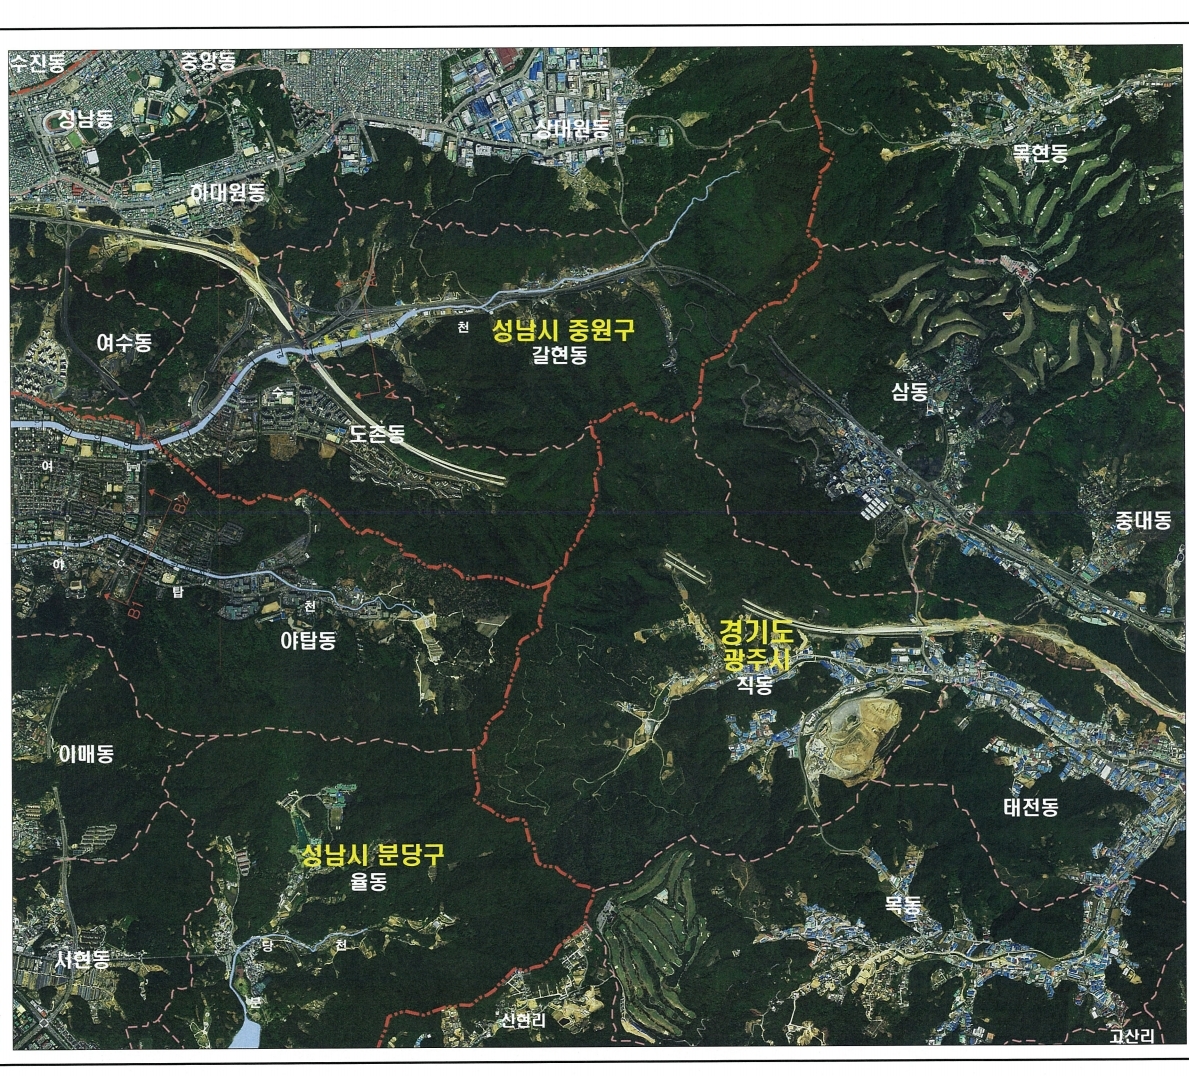 수진동
중앙동
성남동
상대원동
목현동
하대원동
여수동
천
성남시 중원구
갈현동
삼동
수
도촌동
여
B2
중대동
야
탑
B1
천
야탑동
경기도
광주시
직동
이매동
태전동
성남시 분당구
율동
목동
당
천
서현동
분
신현리
고산리